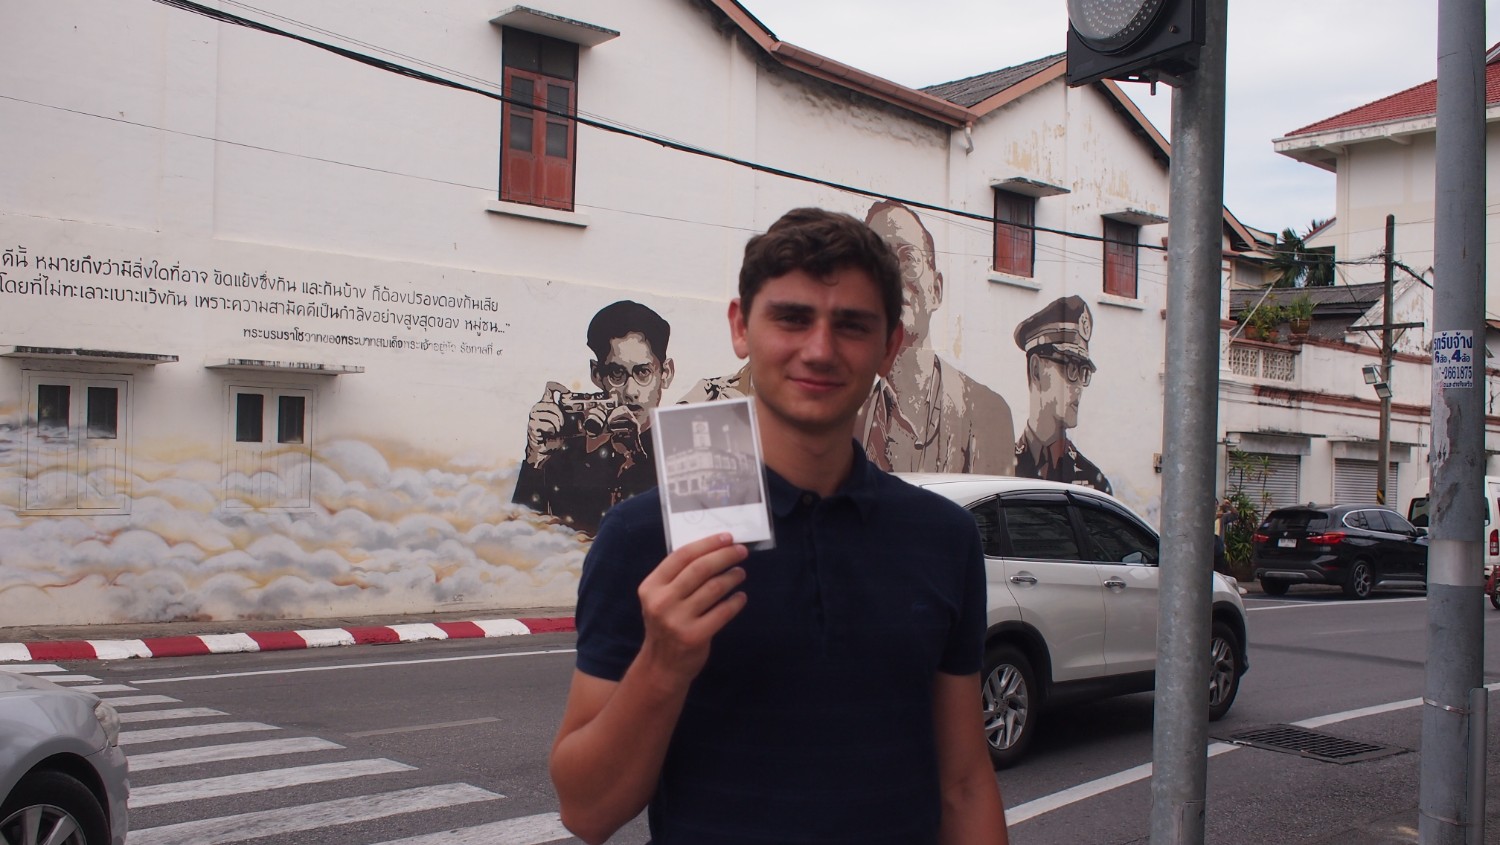 ดีนี้ หมายถึงว่ามีสิ่งใดที่อาจ ขัดแย้งซึ่งกัน และกันบ้าง ก็ต้องปรองดองกันเสีย
โดยที่ไม่ทะเลาะเบาะแว้งกัน เพราะความสามัคคีเป็นกำลังอย่างสูงสุดของ หมู่ชน..."
พระบรมราโชวาทของพระบาทสมเด็จพระเจ้าอยู่หัว รัชกาลที่ ๙
รถรับจ้าง
6 ล้อ, 4 ล้อ
-2661875